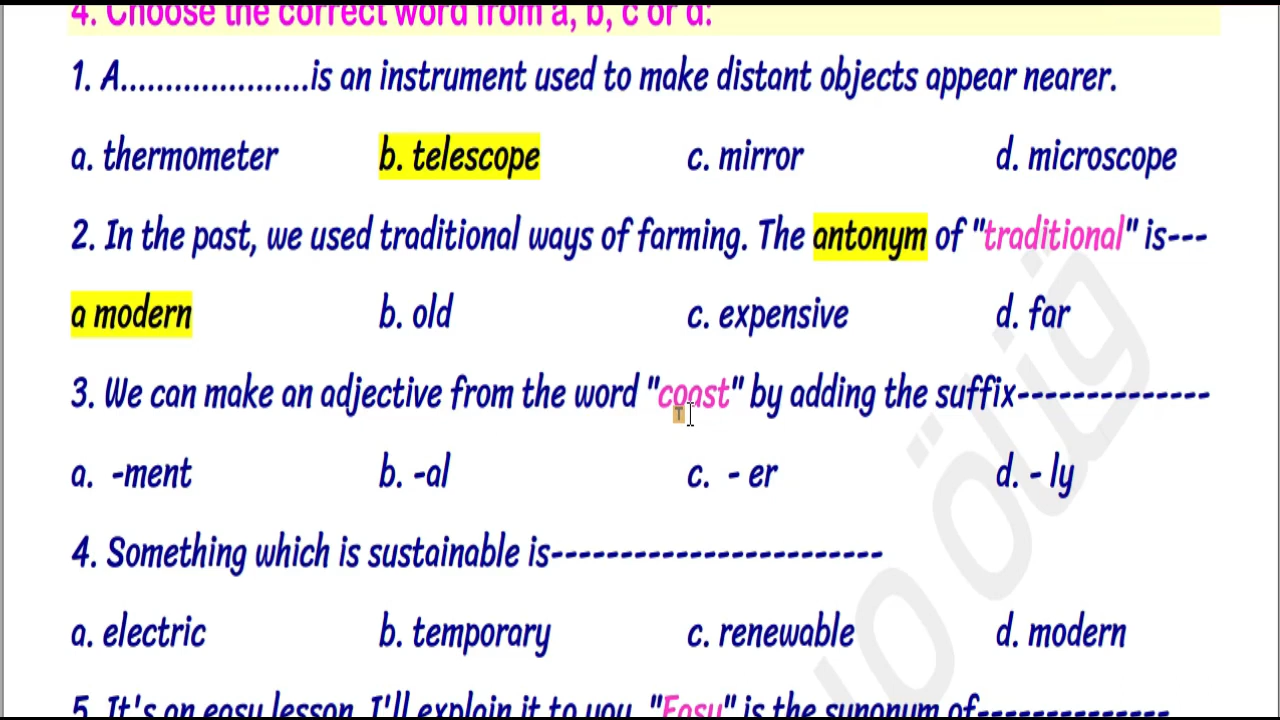 4. Choose the correct word from a, b, c or d:
1. A.....................is an instrument used to make distant objects appear nearer.
a. thermometer b. telescope c. mirror d. microscope
2. In the past, we used traditional ways of farming. The antonym of "traditional" is---
a modern b. old c. expensive d. far
3. We can make an adjective from the word "coast" by adding the suffix--------------
a. -ment b. -al c. - er d. - ly
4. Something which is sustainable is------------------------
a. electric b. temporary c. renewable d. modern
5. It's an easy lesson. I'll explain it to you. "Easy" is the synonym of--------------